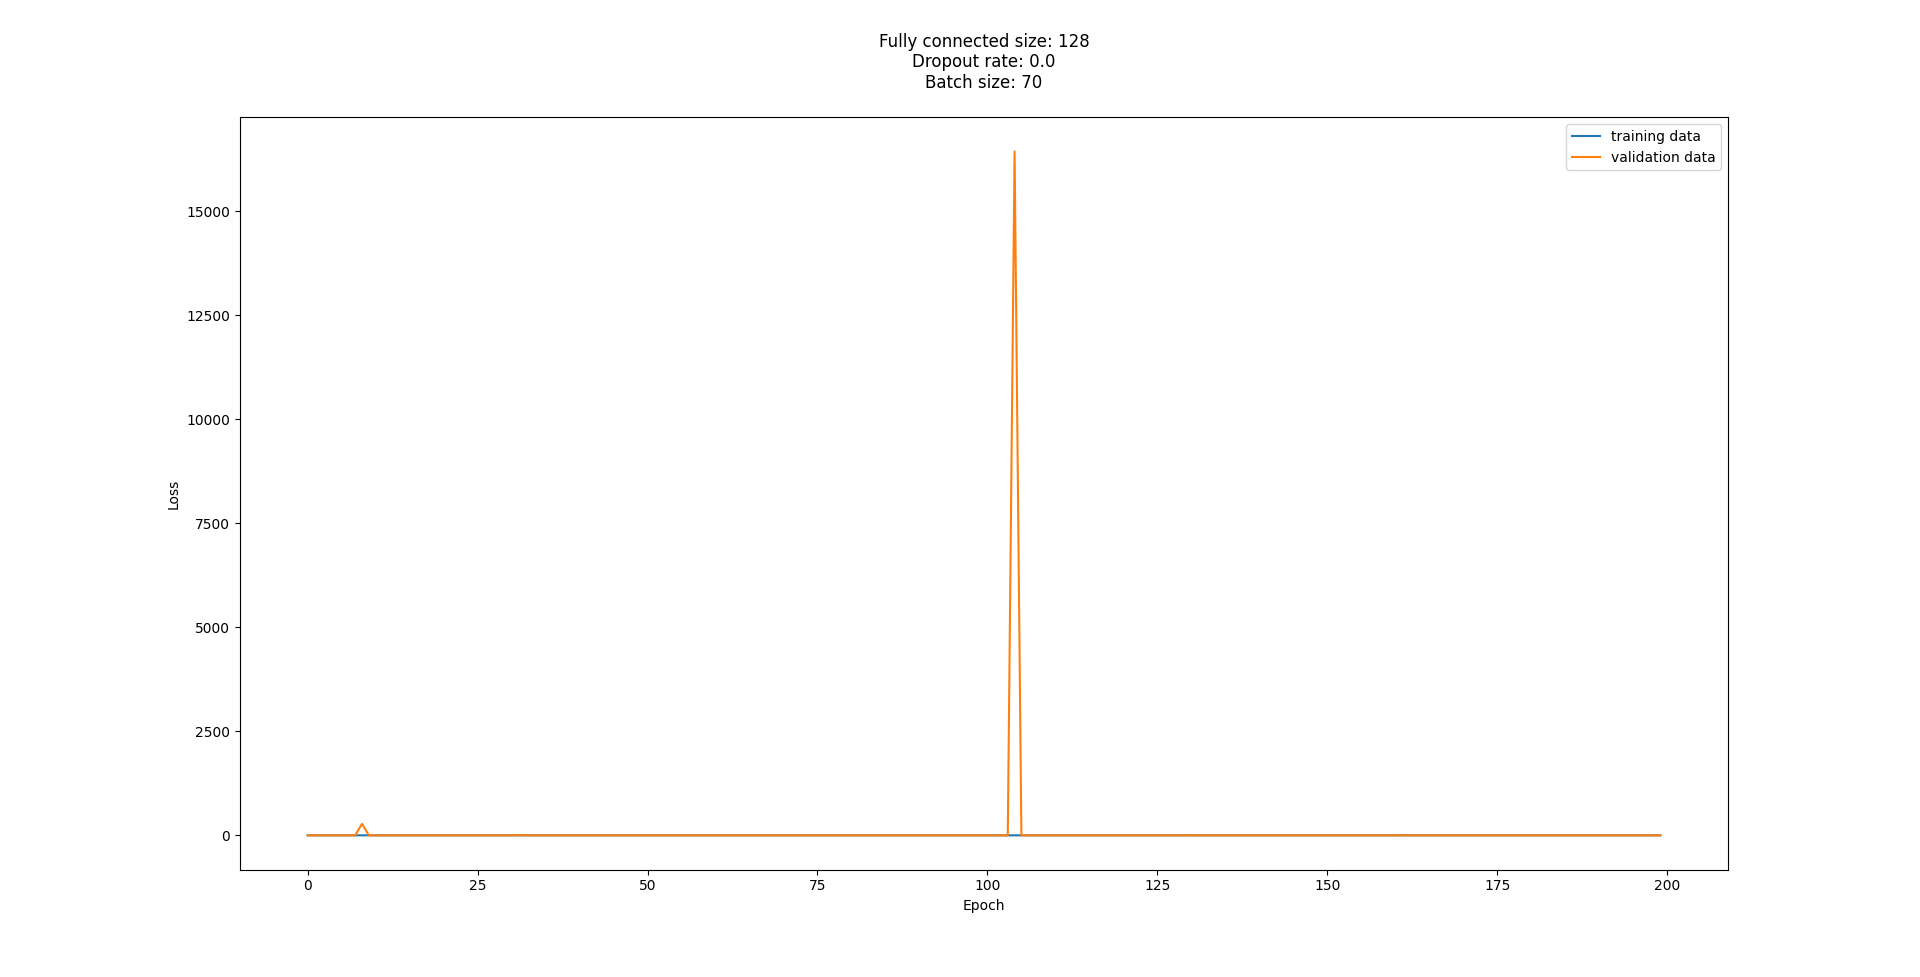 Fully connected size: 128
Dropout rate: 0.0
Batch size: 70
training data
validation data
15000
12500
10000
7500
5000
2500
0
Loss
0 25 50 75 100 125 150 175 200
Epoch